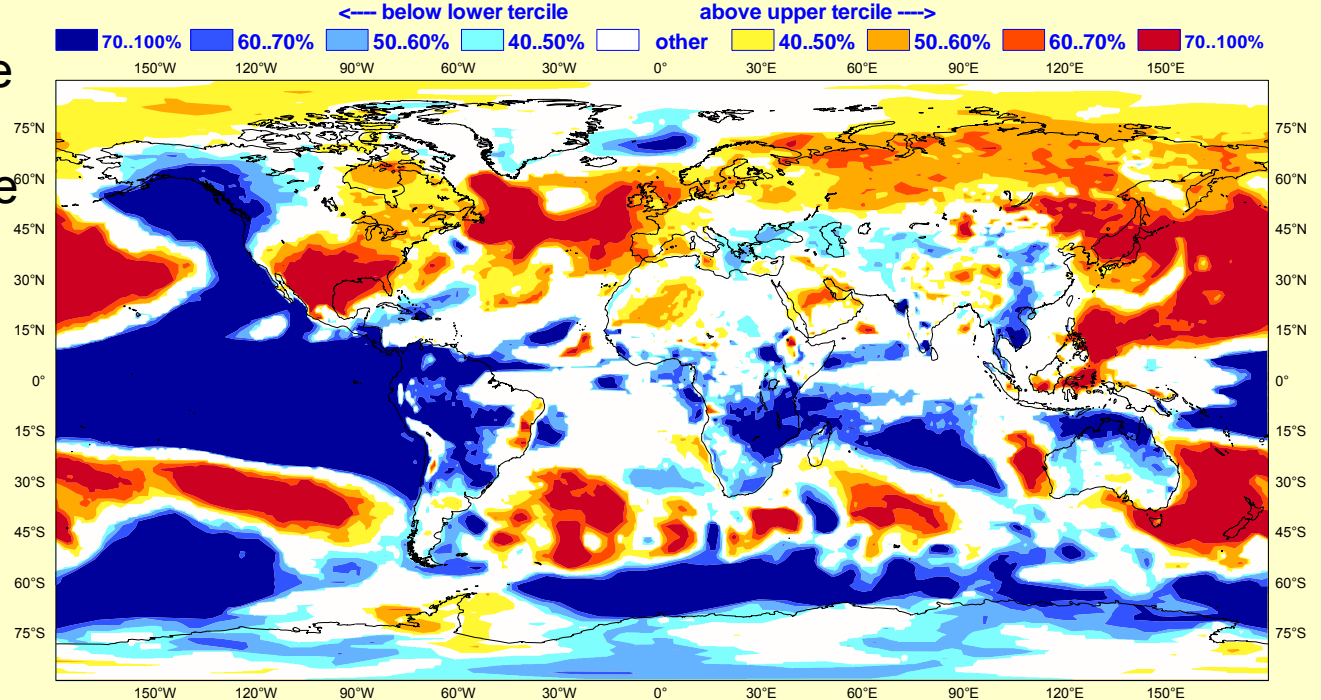 <---- below lower tercile above upper tercile ---->
70..100% 60..70% 50..60% 40..50% other 40..50% 50..60% 60..70% 70..100%
150°W 120°W 90°W 60°W 30°W 0° 30°E 60°E 90°E 120°E 150°E
e
75°N 75°N
60°N 60°N
e
45°N 45°N
30°N 30°N
15°N 15°N
0° 0°
15°S 15°S
30°S 30°S
45°S 45°S
60°S 60°S
75°S 75°S
150°W 120°W 90°W 60°W 30°W 0° 30°E 60°E 90°E 120°E 150°E